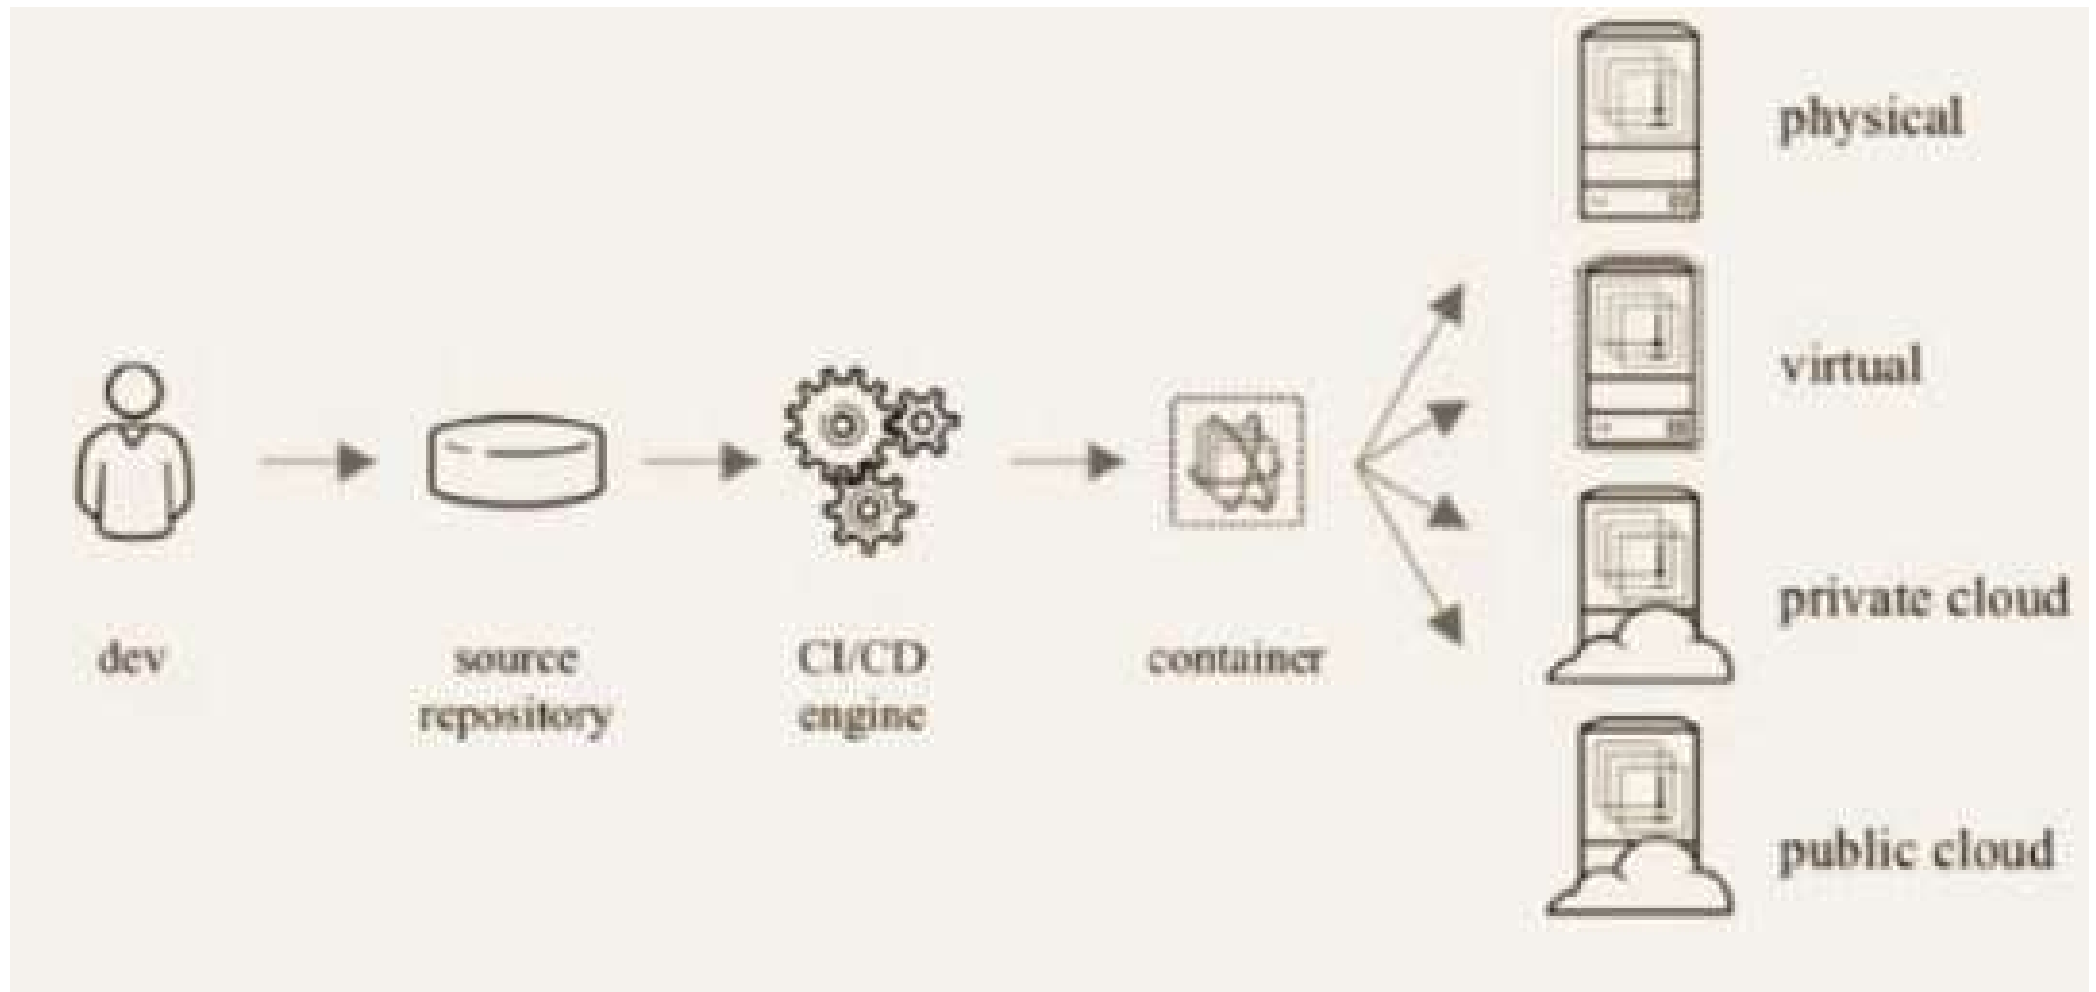 physical
virtual
private cloud
public cloud
dev
source
repository
CI/CD
engine
container